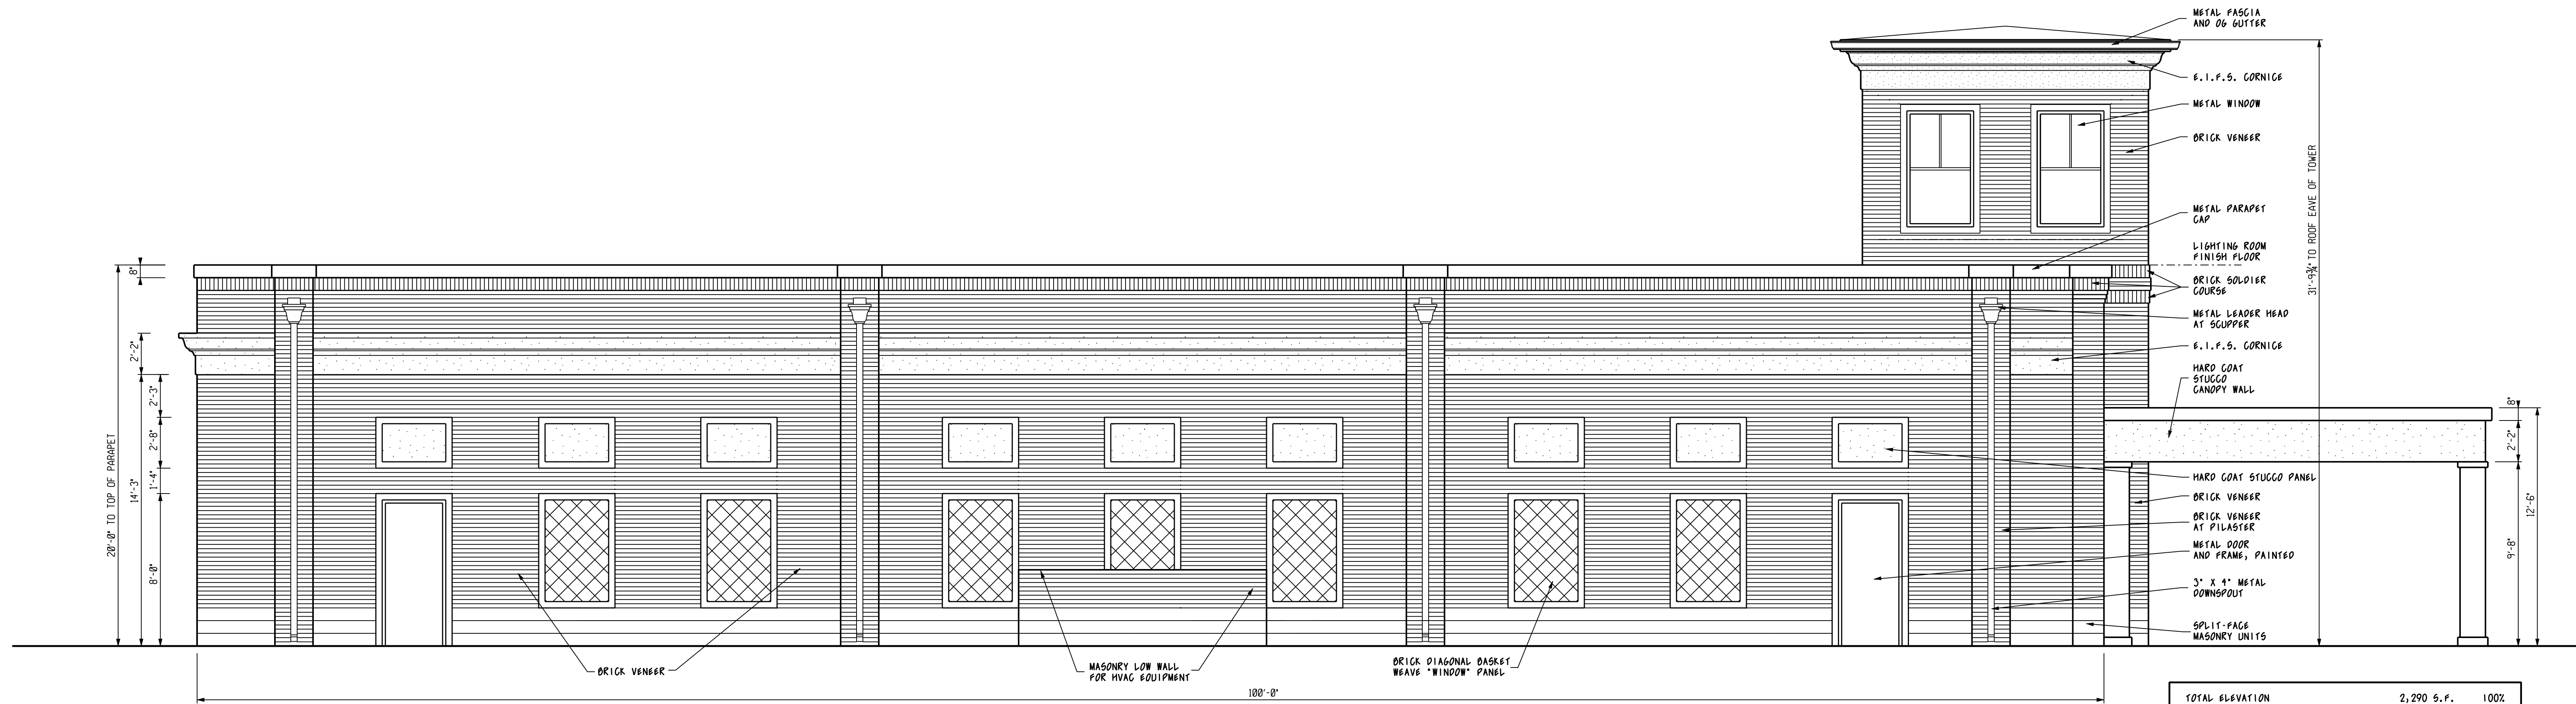 METAL FASCIA
AND OG GUTTER
E.I.F.S. CORNICE
METAL WINDOW
BRICK VENEER
METAL PARAPET
CAP
LIGHTING ROOM
FINISH FLOOR
BRICK SOLDIER
COURSE
METAL LEADER HEAD
AT SCUPPER
E.I.F.S. CORNICE
HARD COAT
STUCCO
CANOPY WALL
HARD COAT STUCCO PANEL
BRICK VENEER
BRICK VENEER
AT PILASTER
METAL DOOR
AND FRAME, PAINTED
3" X 4" METAL
DOWNSPOUT
SPLIT-FACE
MASONRY UNITS
31'-9¾" TO ROOF EAVE OF TOWER
8"
2'-2"
9'-8"
12'-6"
8"
20'-0" TO TOP OF PARAPET
2'-2"
14'-3"
2'-3"
2'-8"
1'-4"
8'-0"
BRICK VENEER
MASONRY LOW WALL
FOR HVAC EQUIPMENT
BRICK DIAGONAL BASKET
WEAVE "WINDOW" PANEL
100'-0"
TOTAL ELEVATION 2,290 S.F. 100%